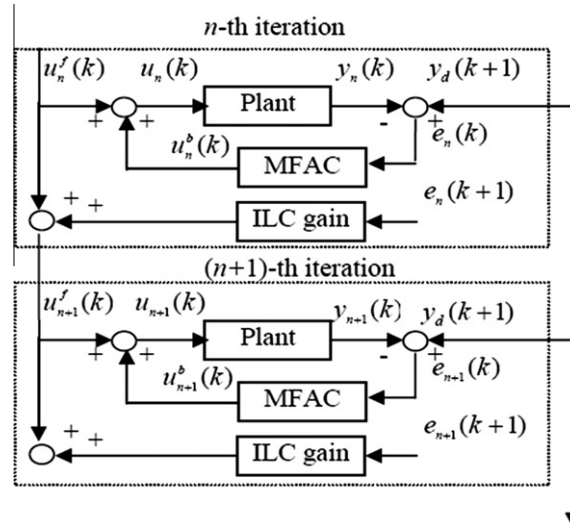 n-th iteration
u_n^f(k) u_n(k) y_n(k) y_d(k+1)
Plant
+ + - +
e_n(k)
u_n^b(k)
MFAC
+ + e_n(k+1)
ILC gain
(n+1)-th iteration
u_{n+1}^f(k) u_{n+1}(k) y_{n+1}(k) y_d(k+1)
Plant
+ + - +
e_{n+1}(k)
u_{n+1}^b(k)
MFAC
+ + e_{n+1}(k+1)
ILC gain